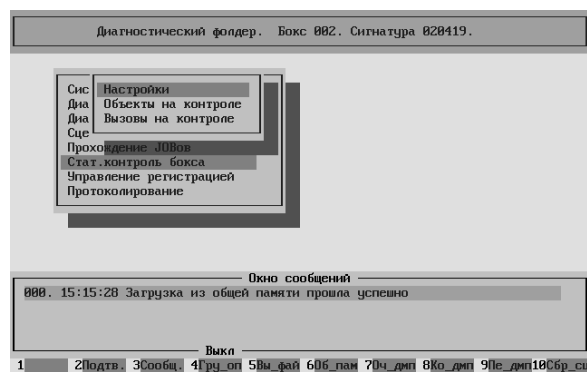 Диагностический фолдер. Бокс 002. Сигнатура 020419.
Сис
Диа
Диа
Сце
Настройки
Объекты на контроле
Вызовы на контроле
Прохождение JOBов
Стат.контроль бокса
Управление регистрацией
Протоколирование
Окно сообщений
000. 15:15:28 Загрузка из общей памяти прошла успешно
Выкл
1 2Подтв. 3Сообщ. 4Гру_оп 5Вы_фай 6Об_пам 7Оч_дмп 8Ко_дмп 9Пе_дмп 10Сбр_сц